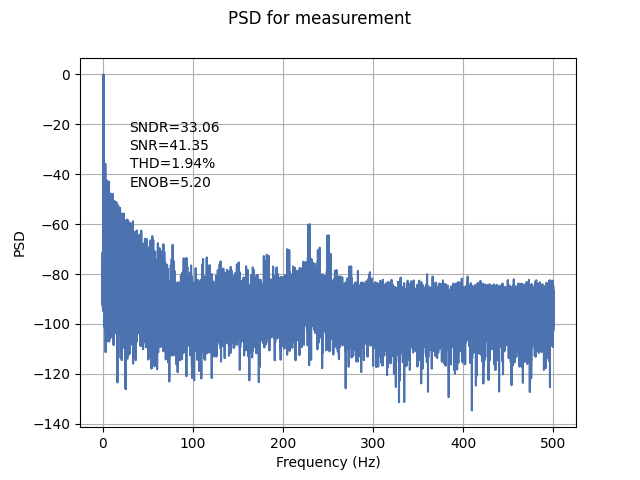 PSD for measurement
0
−20
−40
−60
−80
−100
−120
−140
PSD
SNDR=33.06
SNR=41.35
THD=1.94%
ENOB=5.20
0 100 200 300 400 500
Frequency (Hz)